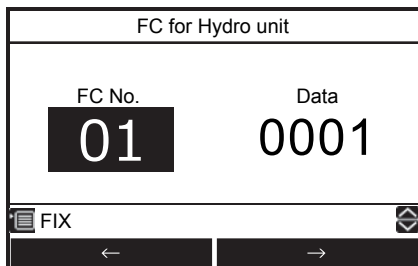 FC for Hydro unit
FC No. Data
01 0001
FIX
← →